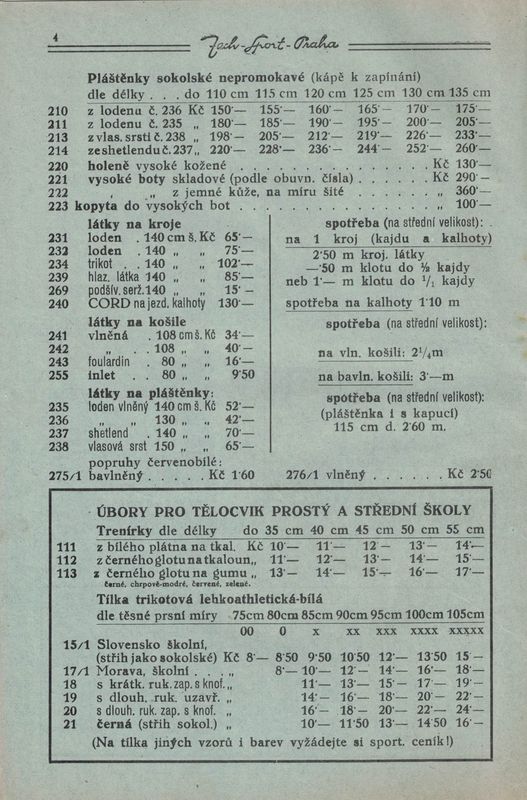 4
Jech-Sport-Praha
Pláštěnky sokolské nepromokavé (kápě k zapínání)
dle délky . . . do 110 cm 115 cm 120 cm 125 cm 130 cm 135 cm
210 z lodenu č. 236 Kč 150·— 155·— 160·— 165·— 170·— 175·—
211 z lodenu č. 235 „ 180·— 185·— 190·— 195·— 200·— 205·—
213 z vlas. srsti č. 238 „ 198·— 205·— 212·— 219·— 226·— 233·—
214 ze shetlendu č. 237 „ 220·— 228·— 236·— 244·— 252·— 260·—
220 holeně vysoké kožené . . . . . . . . . . . . Kč 130·—
221 vysoké boty skladové (podle obuvn. čísla) . . . . . . Kč 290·—
222 „ z jemné kůže, na míru šité . . . . . . . „ 360·—
223 kopyta do vysokých bot . . . . . . . . . . . . „ 100·—
látky na kroje
231 loden . 140 cm š. Kč 65·—
232 loden . 140 „ „ 75·—
234 trikot . 140 „ „ 102·—
239 hlaz. látka 140 „ „ 85·—
269 podšív. serž. 140 „ „ 15·—
240 CORD na jezd. kalhoty 130·—
spotřeba (na střední velikost):
na 1 kroj (kajdu a kalhoty)
2·50 m kroj. látky
—·50 m klotu do ½ kajdy
neb 1·— m klotu do ¹/₁ kajdy
spotřeba na kalhoty 1·10 m
látky na košile
241 vlněná . 108 cm š. Kč 34·—
242 „ . . 108 „ „ 40·—
243 foulardin . 80 „ „ 16·—
255 inlet . . 80 „ „ 9·50
spotřeba (na střední velikost):
na vln. košili: 2¹/₄m
na bavln. košili: 3·—m
látky na pláštěnky:
235 loden vlněný 140 cm š. Kč 52·—
236 „ „ 130 „ „ 42·—
237 shetlend . 140 „ „ 70·—
238 vlasová srst 150 „ „ 65·—
spotřeba (na střední velikost):
(pláštěnka i s kapucí)
115 cm d. 2·60 m.
popruhy červenobílé:
275/1 bavlněný . . . . . Kč 1·60 276/1 vlněný . . . . . . . Kč 2·50
ÚBORY PRO TĚLOCVIK PROSTÝ A STŘEDNÍ ŠKOLY
Trenírky dle délky do 35 cm 40 cm 45 cm 50 cm 55 cm
111 z bílého plátna na tkal. Kč 10·— 11·— 12·— 13·— 14·—
112 z černého glotu na tkaloun „ 11·— 12·— 13·— 14·— 15·—
113 z černého glotu na gumu „ 13·— 14·— 15·— 16·— 17·—
černé, chrpově-modré, červené, zelené.
Tílka trikotová lehkoathletická-bílá
dle těsné prsní míry 75cm 80cm 85cm 90cm 95cm 100cm 105cm
00 0 x xx xxx xxxx xxxxx
15/1 Slovensko školní,
(střih jako sokolské) Kč 8·— 8·50 9·50 10·50 12·— 13·50 15·—
17/1 Morava, školní . . . „ 8·— 10·— 12·— 14·— 16·— 18·—
18 s krátk. ruk. zap. s knof. „ 11·— 13·— 15·— 17·— 19·—
19 s dlouh. ruk. uzavř. „ 14·— 16·— 18·— 20·— 22·—
20 s dlouh. ruk. zap. s knof. „ 16·— 18·— 20·— 22·— 24·—
21 černá (střih sokol.) „ 10·— 11·50 13·— 14·50 16·—
(Na tílka jiných vzorů i barev vyžádejte si sport. ceník!)